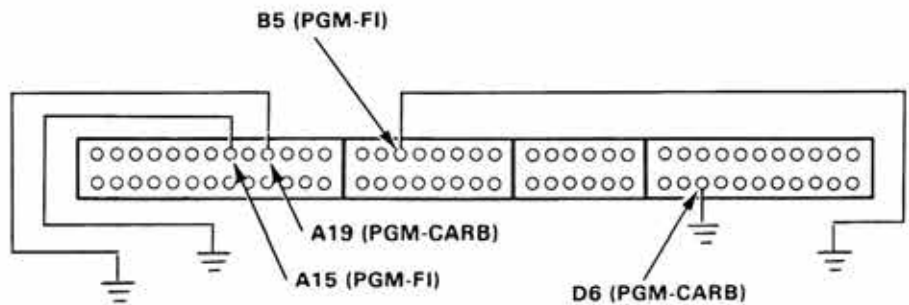 B5 (PGM-FI)
A19 (PGM-CARB)
A15 (PGM-FI)
D6 (PGM-CARB)